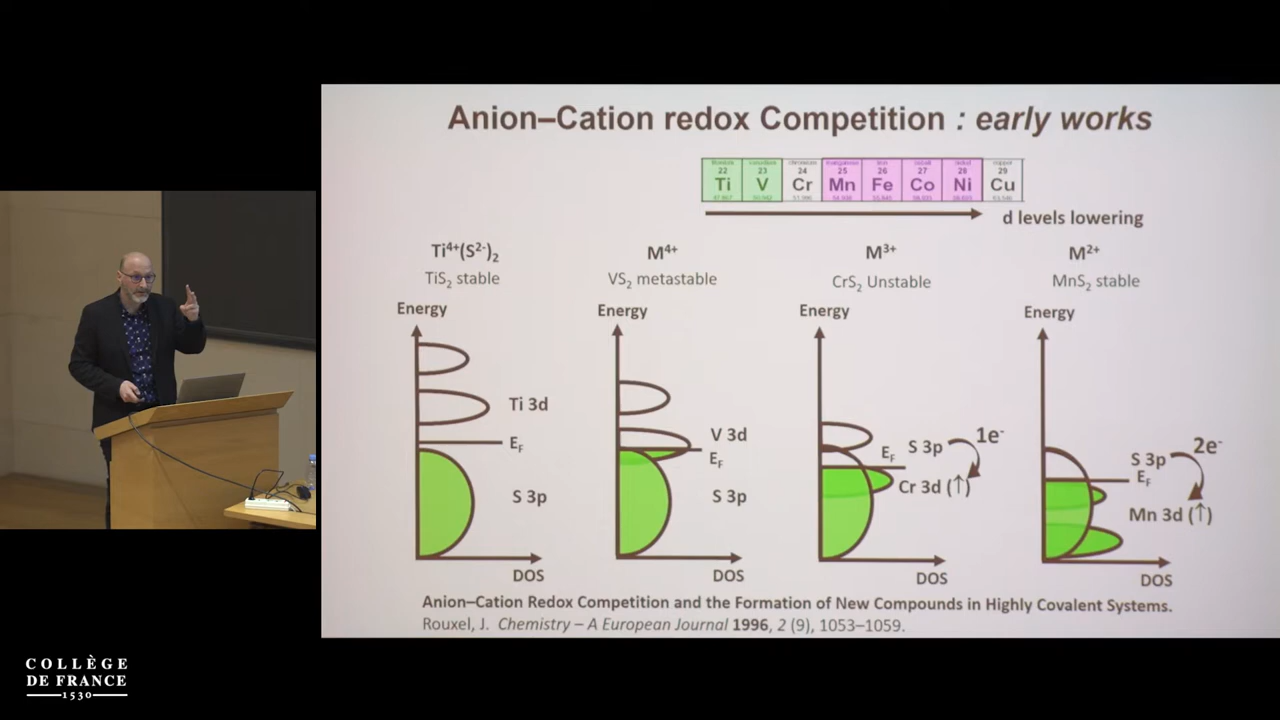 Anion–Cation redox Competition : early works
22 23 24 25 26 27 28 29
Ti V Cr Mn Fe Co Ni Cu
d levels lowering
Ti4+(S2-)2 M4+ M3+ M2+
TiS2 stable VS2 metastable CrS2 Unstable MnS2 stable
Energy Energy Energy Energy
Ti 3d
EF
S 3p
DOS
V 3d
EF
S 3p
DOS
EF S 3p 1e-
Cr 3d (↑)
DOS
S 3p 2e-
EF
Mn 3d (↑)
DOS
Anion–Cation Redox Competition and the Formation of New Compounds in Highly Covalent Systems.
Rouxel, J. Chemistry – A European Journal 1996, 2 (9), 1053–1059.
COLLÈGE
DE FRANCE
1530